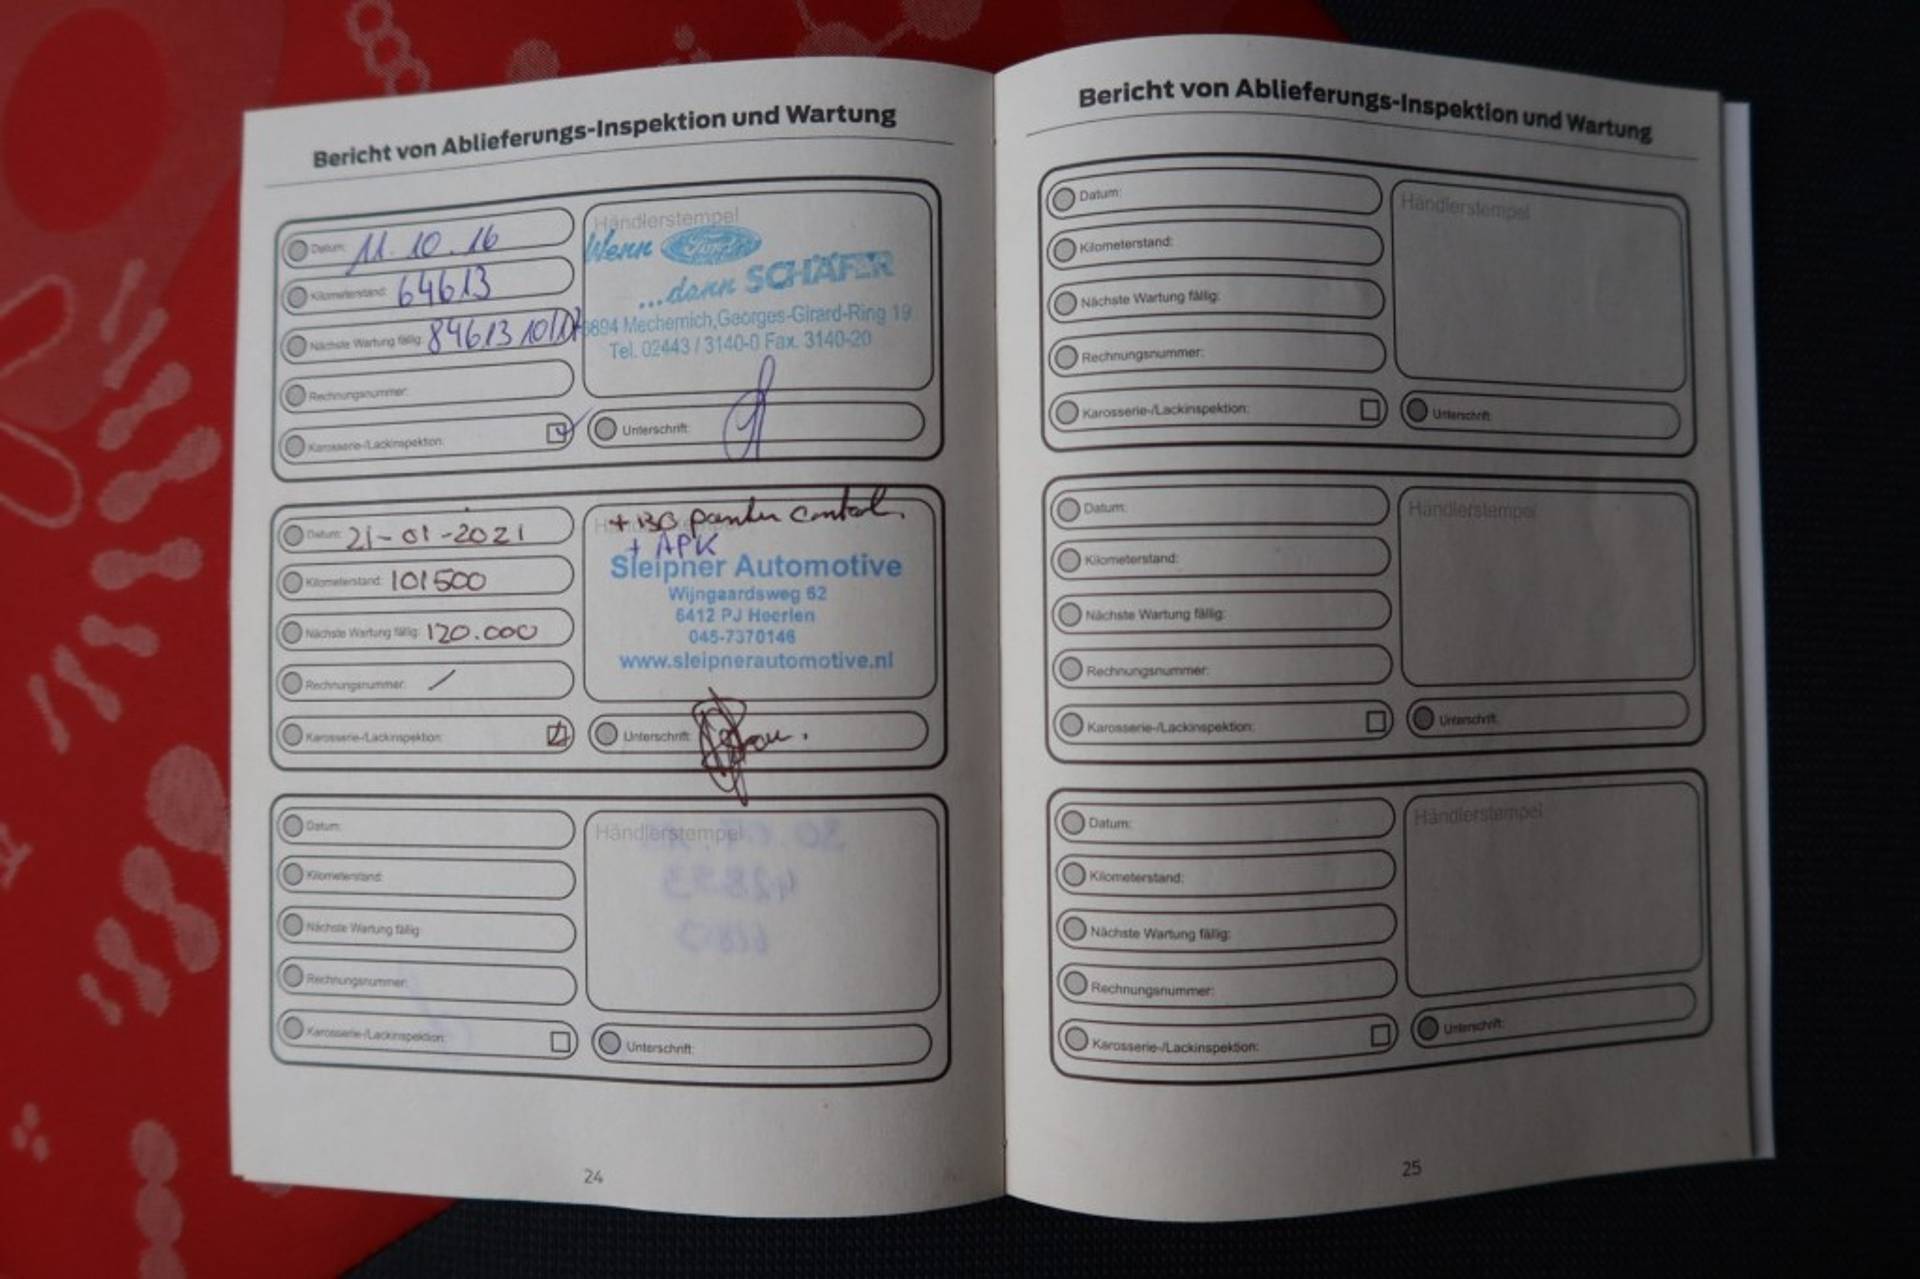 Bericht von Ablieferungs-Inspektion und Wartung
Datum: 11.10.16
Kilometerstand: 64613
Nächste Wartung fällig: 84613 10/17
Rechnungsnummer:
Karosserie-/Lackinspektion:
Händlerstempel
Wenn Ford
...dann SCHÄFER
Mechernich,Georges-Girard-Ring 19
Tel. 02443 / 3140-0 Fax. 3140-20
Unterschrift:
Datum: 21-01-2021
Kilometerstand: 101500
Nächste Wartung fällig: 120.000
Rechnungsnummer: /
Karosserie-/Lackinspektion:
+ control.
+ APK
Sleipner Automotive
Wijngaardsweg 62
6412 PJ Heerlen
045-7370146
www.sleipnerautomotive.nl
Unterschrift:
Datum:
Kilometerstand:
Nächste Wartung fällig:
Rechnungsnummer:
Karosserie-/Lackinspektion:
Händlerstempel
Unterschrift:
24
Bericht von Ablieferungs-Inspektion und Wartung
Datum:
Kilometerstand:
Nächste Wartung fällig:
Rechnungsnummer:
Karosserie-/Lackinspektion:
Händlerstempel
Unterschrift:
Datum:
Kilometerstand:
Nächste Wartung fällig:
Rechnungsnummer:
Karosserie-/Lackinspektion:
Händlerstempel
Unterschrift:
Datum:
Kilometerstand:
Nächste Wartung fällig:
Rechnungsnummer:
Karosserie-/Lackinspektion:
Händlerstempel
Unterschrift:
25